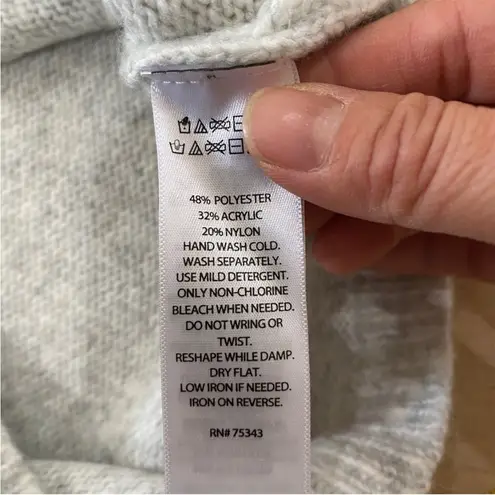 48% POLYESTER
32% ACRYLIC
20% NYLON
HAND WASH COLD.
WASH SEPARATELY.
USE MILD DETERGENT.
ONLY NON-CHLORINE
BLEACH WHEN NEEDED.
DO NOT WRING OR
TWIST.
RESHAPE WHILE DAMP.
DRY FLAT.
LOW IRON IF NEEDED.
IRON ON REVERSE.
RN# 75343